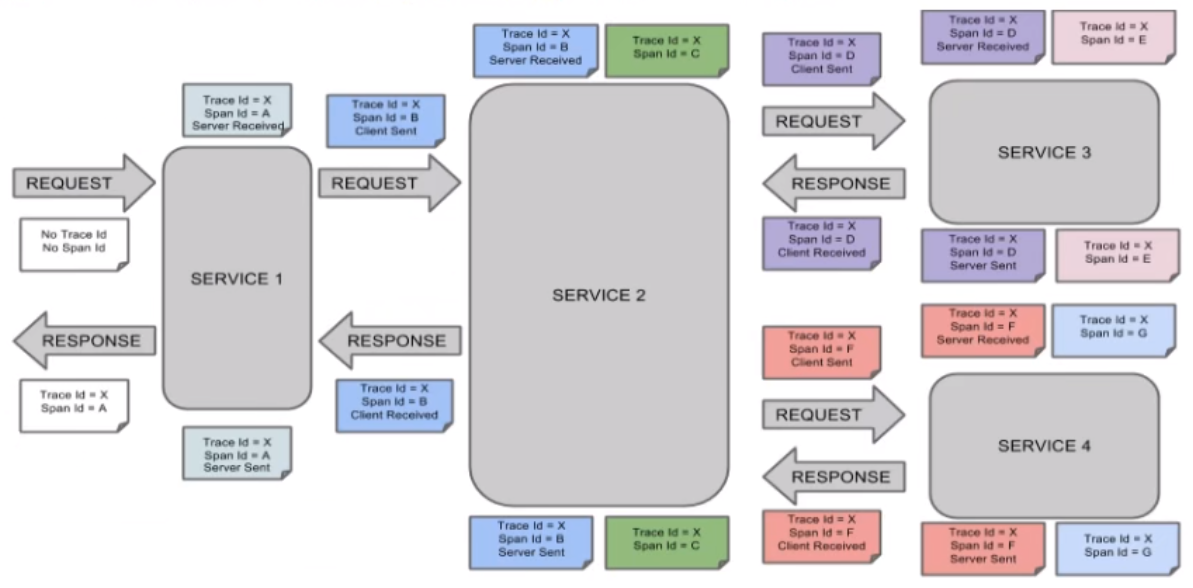 Trace Id = X
Span Id = B
Server Received
Trace Id = X
Span Id = C
Trace Id = X
Span Id = D
Client Sent
Trace Id = X
Span Id = D
Server Received
Trace Id = X
Span Id = E
Trace Id = X
Span Id = A
Server Received
Trace Id = X
Span Id = B
Client Sent
REQUEST
No Trace Id
No Span Id
SERVICE 1
REQUEST
RESPONSE
Trace Id = X
Span Id = A
Trace Id = X
Span Id = A
Server Sent
RESPONSE
Trace Id = X
Span Id = B
Client Received
SERVICE 2
Trace Id = X
Span Id = B
Server Sent
Trace Id = X
Span Id = C
REQUEST
SERVICE 3
RESPONSE
Trace Id = X
Span Id = D
Client Received
Trace Id = X
Span Id = D
Server Sent
Trace Id = X
Span Id = E
Trace Id = X
Span Id = F
Client Sent
Trace Id = X
Span Id = F
Server Received
Trace Id = X
Span Id = G
REQUEST
SERVICE 4
RESPONSE
Trace Id = X
Span Id = F
Client Received
Trace Id = X
Span Id = F
Server Sent
Trace Id = X
Span Id = G